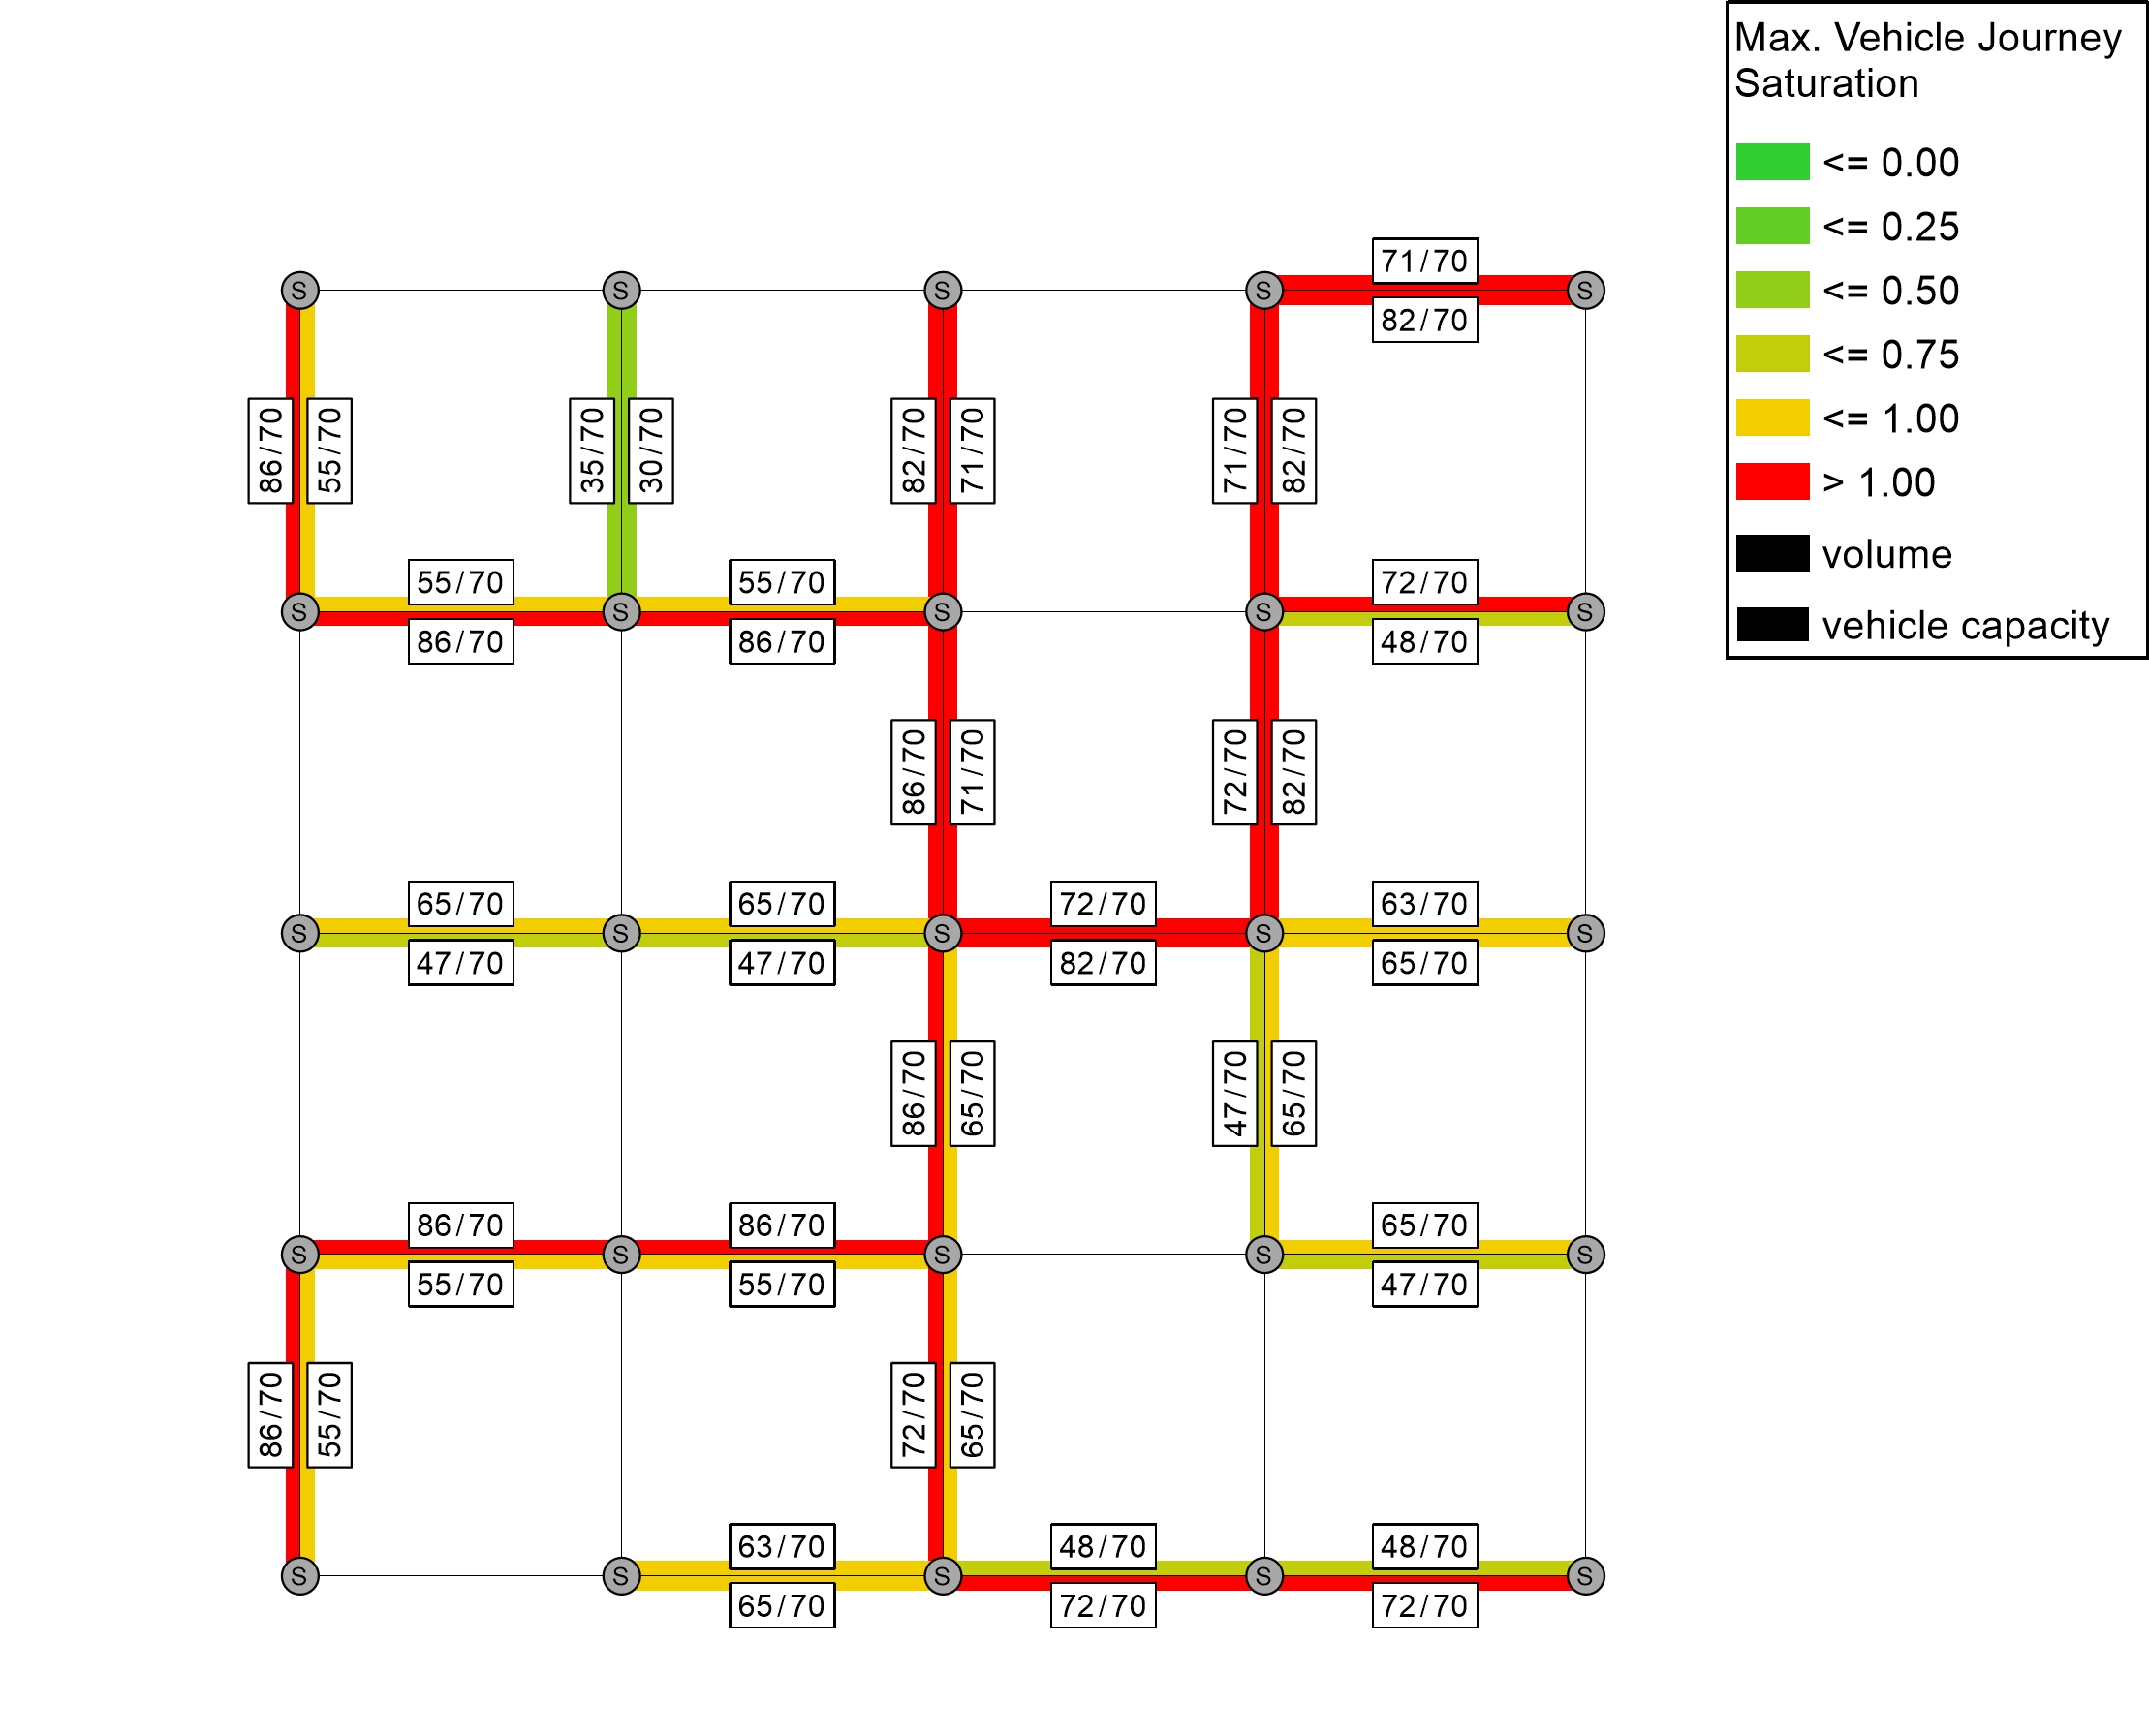 Max. Vehicle Journey
Saturation
<= 0.00
<= 0.25
<= 0.50
<= 0.75
<= 1.00
> 1.00
volume
vehicle capacity
71/70
S S S S S
82/70
86/70 55/70 35/70 30/70 82/70 71/70 71/70 82/70
55/70 55/70 72/70
S S S S S
86/70 86/70 48/70
86/70 71/70 72/70 82/70
65/70 65/70 72/70 63/70
S S S S S
47/70 47/70 82/70 65/70
86/70 65/70 47/70 65/70
86/70 86/70 65/70
S S S S S
55/70 55/70 47/70
86/70 55/70 72/70 65/70
63/70 48/70 48/70
S S S S S
65/70 72/70 72/70